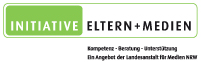 INITIATIVE ELTERN+MEDIEN
Kompetenz - Beratung - Unterstützung
Ein Angebot der Landesanstalt für Medien NRW